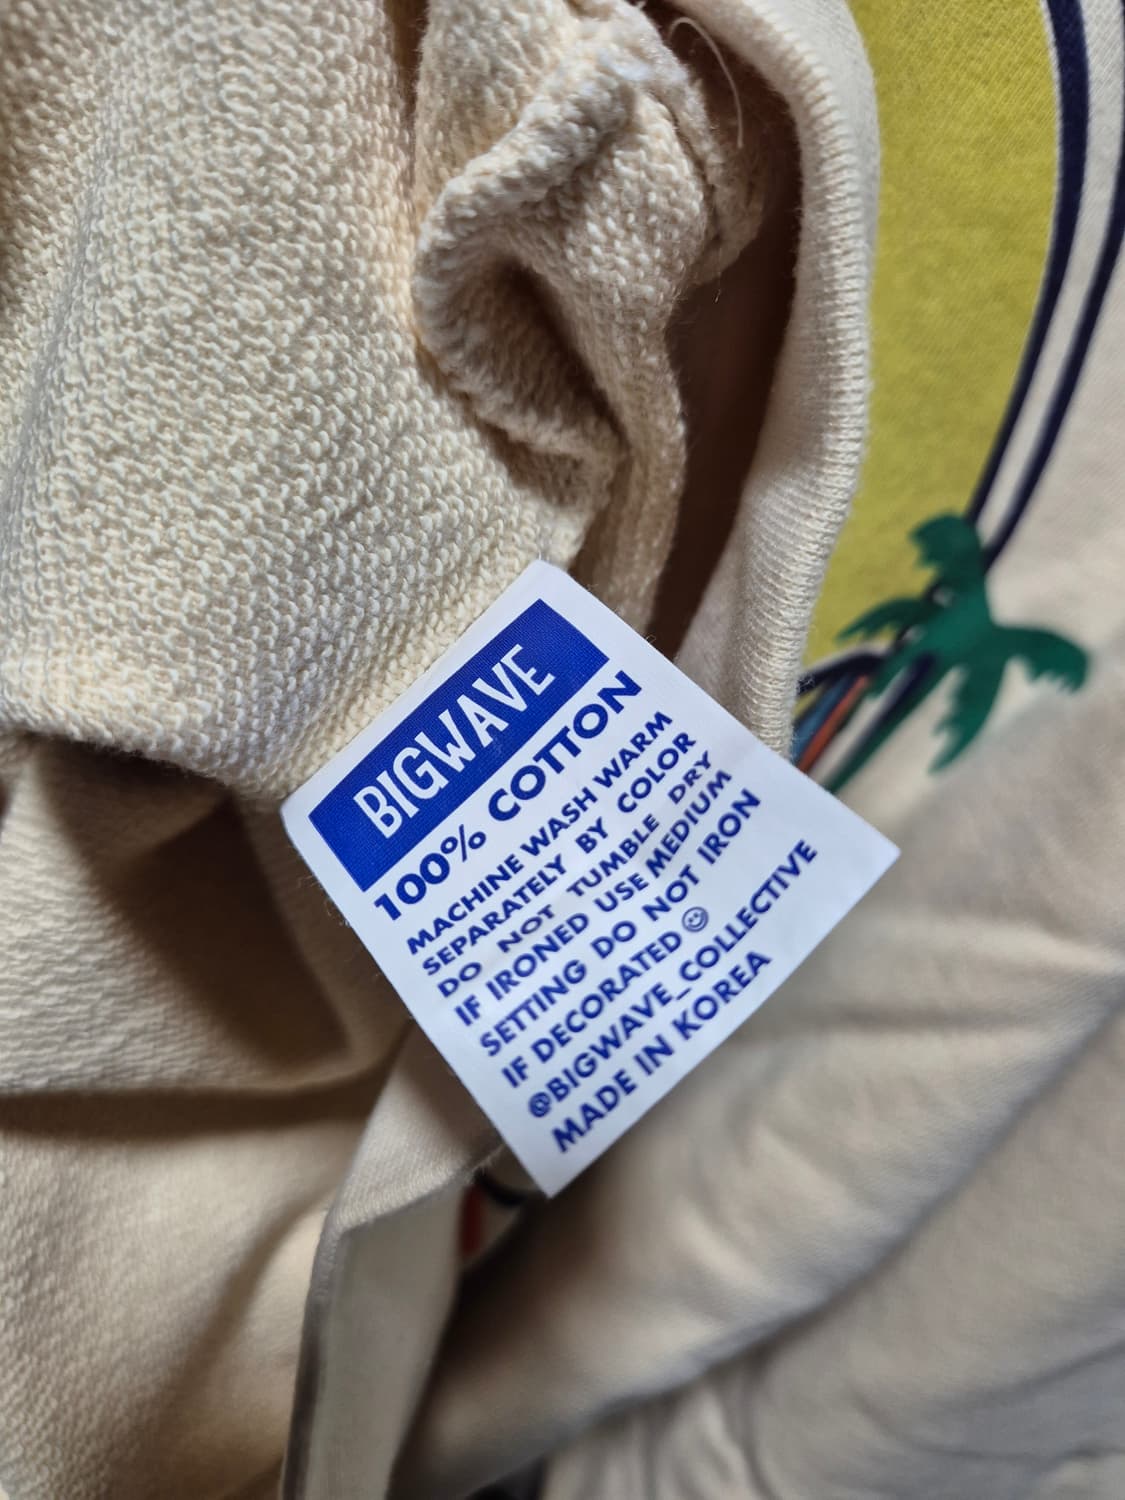 BIGWAVE
100% COTTON
MACHINE WASH WARM
SEPARATELY BY COLOR
DO NOT TUMBLE DRY
IF IRONED USE MEDIUM
SETTING DO NOT IRON
IF DECORATED☺
@BIGWAVE_COLLECTIVE
MADE IN KOREA